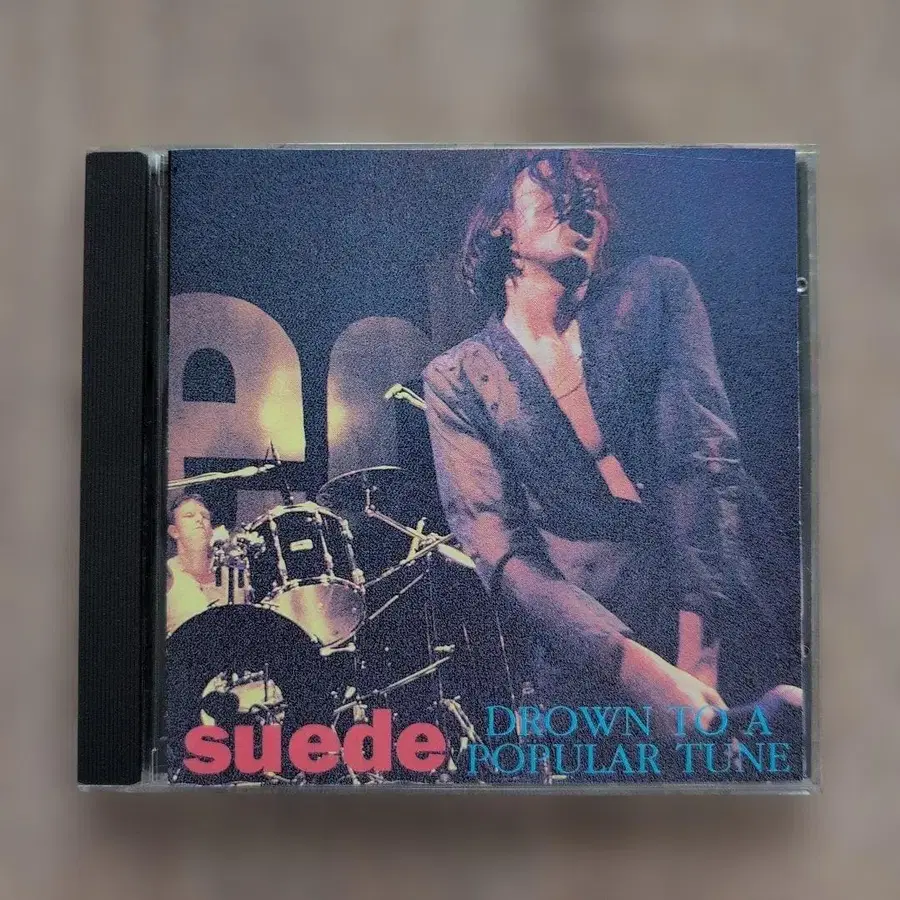 suede
DROWN TO A
POPULAR TUNE